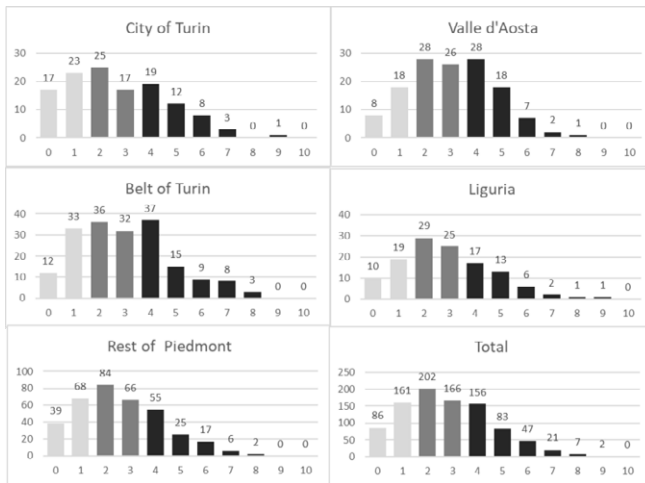 City of Turin
30
20
10
0
17 23 25 17 19 12 8 3 0 1 0
0 1 2 3 4 5 6 7 8 9 10
Valle d'Aosta
30
20
10
0
8 18 28 26 28 18 7 2 1 0 0
0 1 2 3 4 5 6 7 8 9 10
Belt of Turin
40
30
20
10
0
12 33 36 32 37 15 9 8 3 0 0
0 1 2 3 4 5 6 7 8 9 10
Liguria
40
30
20
10
0
10 19 29 25 17 13 6 2 1 1 0
0 1 2 3 4 5 6 7 8 9 10
Rest of Piedmont
100
80
60
40
20
0
39 68 84 66 55 25 17 6 2 0 0
0 1 2 3 4 5 6 7 8 9 10
Total
250
200
150
100
50
0
86 161 202 166 156 83 47 21 7 2 0
0 1 2 3 4 5 6 7 8 9 10